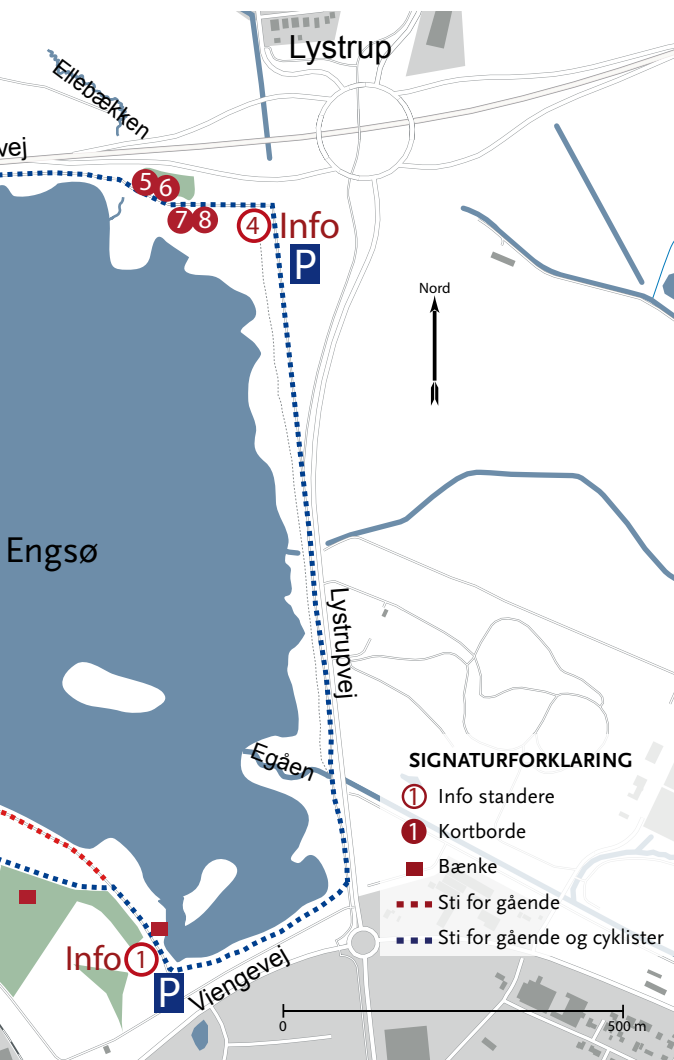 Lystrup
Ellebækken
vej
5
6
7
8
4
Info
P
Nord
Engsø
Lystrupvej
Egåen
SIGNATURFORKLARING
1 Info standere
1 Kortborde
Bænke
Sti for gående
Sti for gående og cyklister
Info 1
P
Viengevej
0
500 m